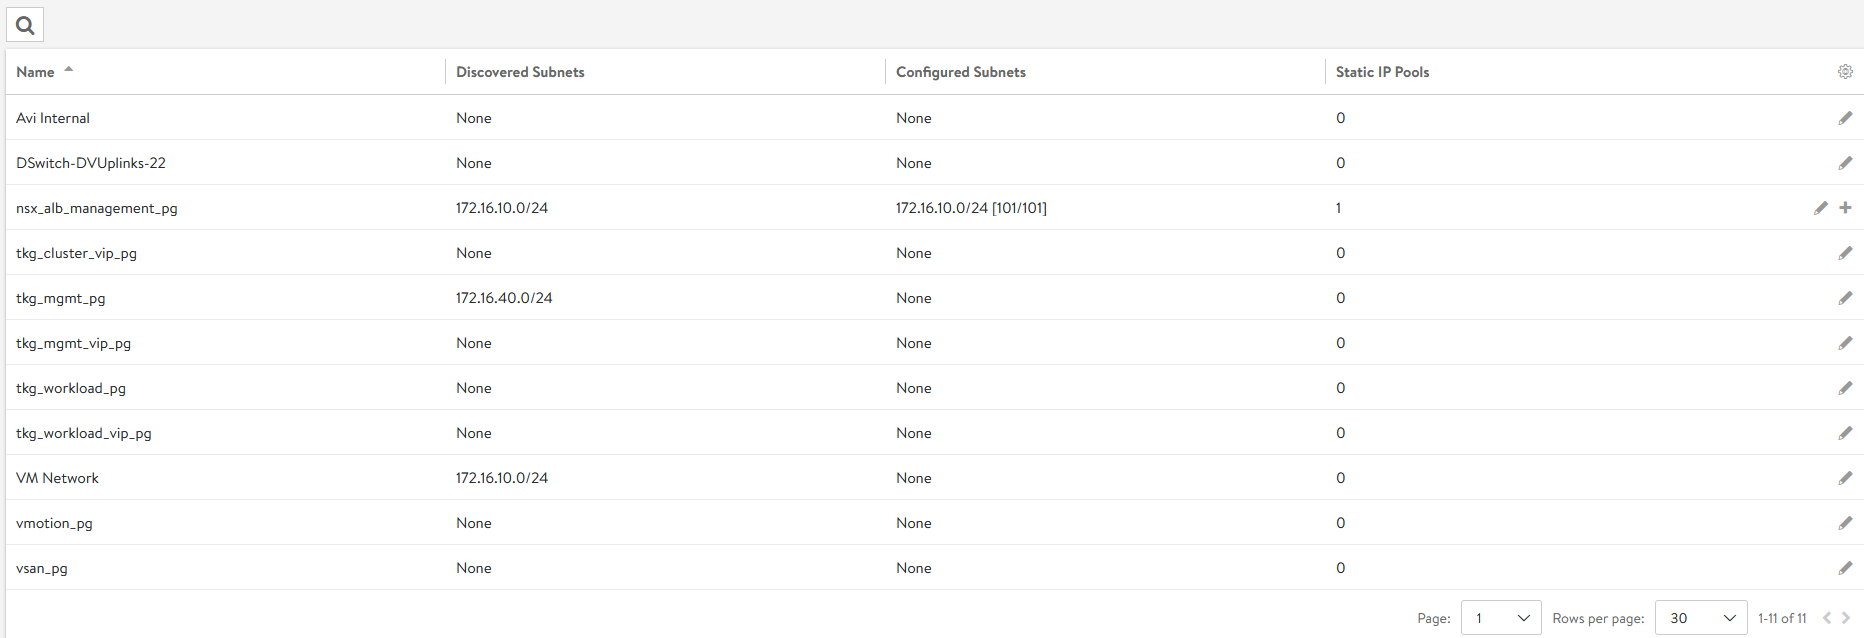 Name Discovered Subnets Configured Subnets Static IP Pools
Avi Internal None None 0
DSwitch-DVUplinks-22 None None 0
nsx_alb_management_pg 172.16.10.0/24 172.16.10.0/24 [101/101] 1
tkg_cluster_vip_pg None None 0
tkg_mgmt_pg 172.16.40.0/24 None 0
tkg_mgmt_vip_pg None None 0
tkg_workload_pg None None 0
tkg_workload_vip_pg None None 0
VM Network 172.16.10.0/24 None 0
vmotion_pg None None 0
vsan_pg None None 0
Page: 1 Rows per page: 30 1-11 of 11